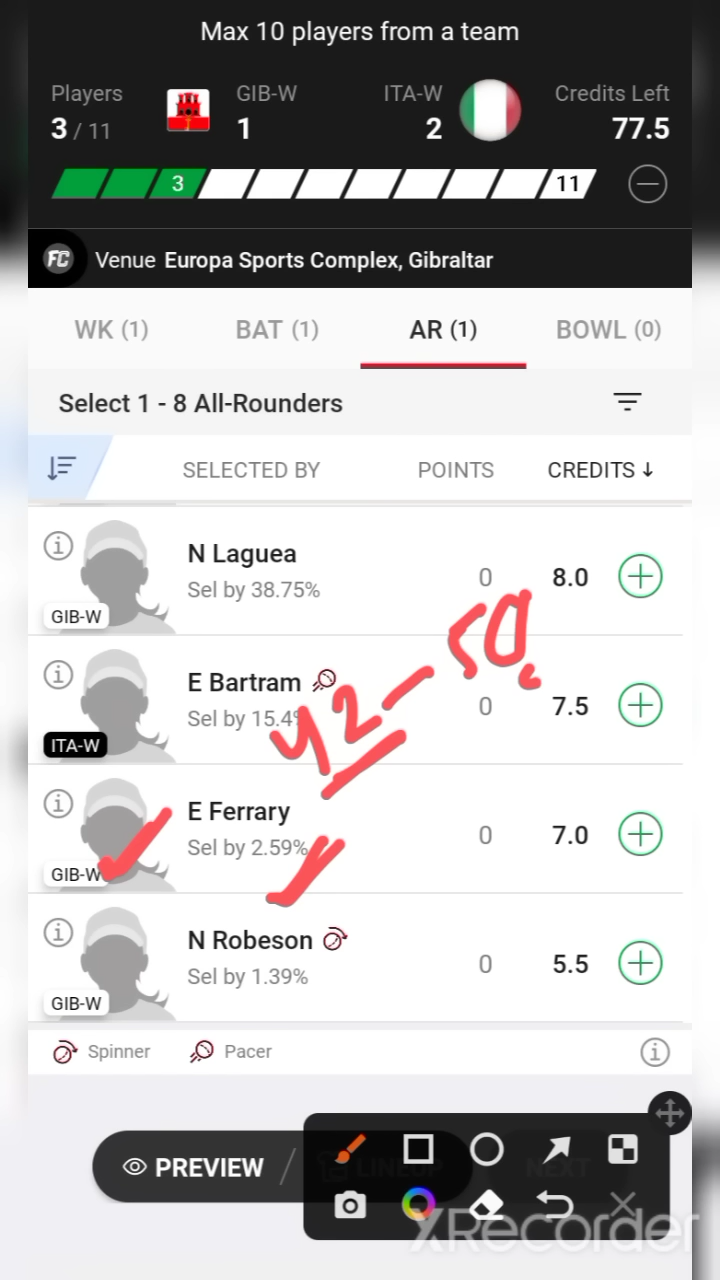 Max 10 players from a team
Players GIB-W ITA-W Credits Left
3 / 11 1 2 77.5
3 11
FC Venue Europa Sports Complex, Gibraltar
WK (1) BAT (1) AR (1) BOWL (0)
Select 1 - 8 All-Rounders
SELECTED BY POINTS CREDITS ↓
N Laguea
Sel by 38.75% 0 8.0
GIB-W
50
E Bartram
Sel by 15.4 0 7.5
42 -
ITA-W
E Ferrary
Sel by 2.59% 0 7.0
GIB-W
N Robeson
Sel by 1.39% 0 5.5
GIB-W
Spinner Pacer
PREVIEW / LINEUP NEXT
XRecorder